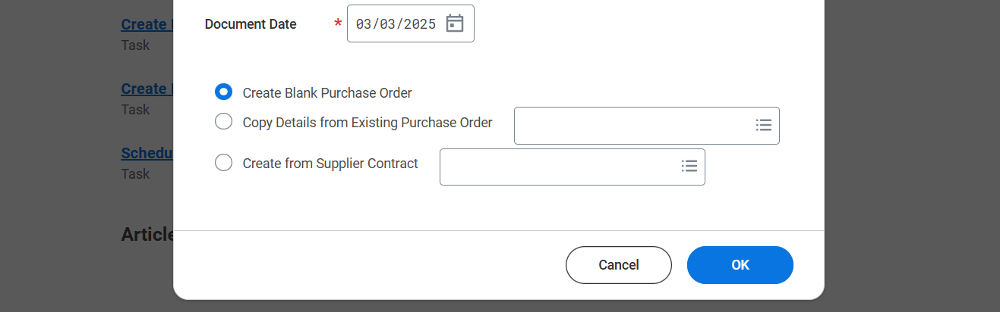 Create
Task
Create
Task
Schedu
Task
Article
Document Date * 03/03/2025
Create Blank Purchase Order
Copy Details from Existing Purchase Order
Create from Supplier Contract
Cancel OK